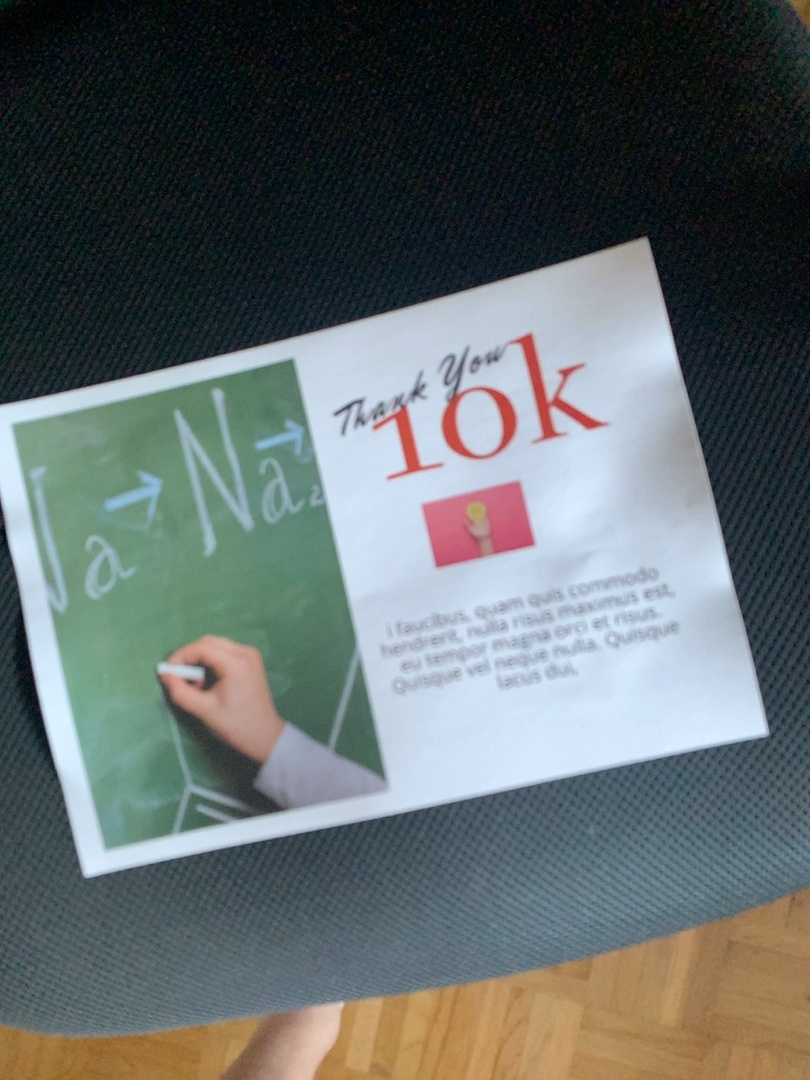 Na → Na₂ →
Thank You
10k
i faucibus, quam quis commodo
hendrerit, nulla risus maximus est,
eu tempor magna orci et risus.
Quisque vel neque nulla. Quisque
lacus dui,